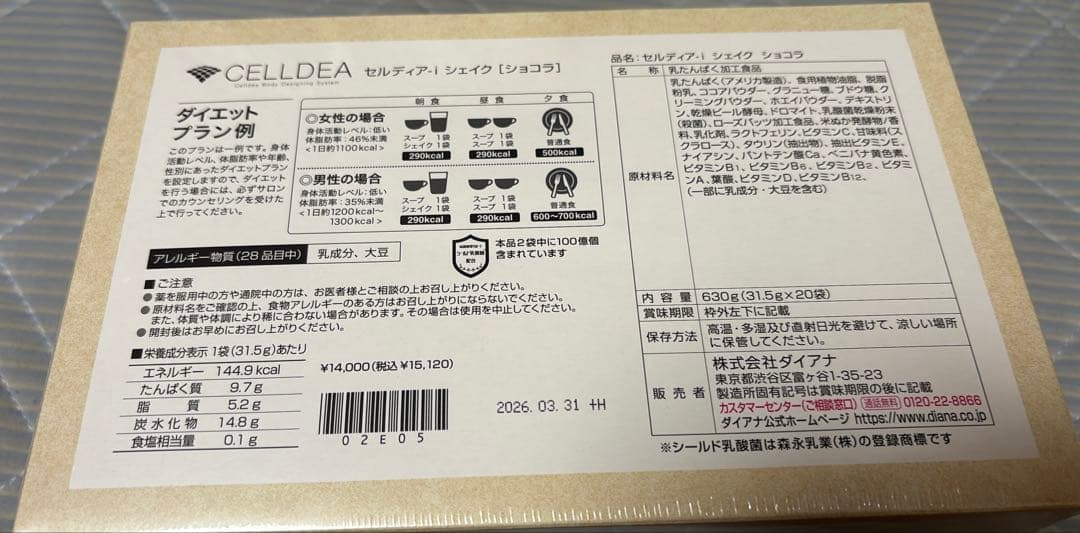 CELLDEA セルディア-i シェイク [ショコラ]
Celldea Body Designing System
ダイエット
プラン例
このプランは一例です。身体
活動レベル、体脂肪率や年齢、
性別にあったダイエットプラン
を設定しますので、ダイエット
を行う場合には、必ずサロン
でのカウンセリングを受けた
上で行ってください。
朝食 昼食 夕食
◎女性の場合
身体活動レベル：低い
体脂肪率：46%未満
<1日約1100kcal>
スープ 1袋
シェイク 1袋
290kcal
スープ 1袋
スープ 1袋
290kcal
普通食
500kcal
◎男性の場合
身体活動レベル：低い
体脂肪率：35%未満
<1日約1200kcal〜
1300kcal>
スープ 1袋
シェイク 1袋
290kcal
スープ 1袋
スープ 1袋
290kcal
普通食
600〜700kcal
アレルギー物質(28品目中) 乳成分、大豆
シールド乳酸菌
配合
本品2袋中に100億個
含まれています
■ご注意
●薬を服用中の方や通院中の方は、お医者様とご相談の上お召し上がりください。
●原材料名をご確認の上、食物アレルギーのある方はお召し上がりにならないでください。
また、体質や体調により稀に合わない場合があります。その場合は使用を中止してください。
●開封後はお早めにお召し上がりください。
■栄養成分表示 1袋(31.5g)あたり
エネルギー 144.9kcal
たんぱく質 9.7g
脂質 5.2g
炭水化物 14.8g
食塩相当量 0.1g
¥14,000(税込¥15,120)
02E05
2026.03.31 +H
品名：セルディア-i シェイク ショコラ
名称 乳たんぱく加工食品
原材料名
乳たんぱく(アメリカ製造)、食用植物油脂、脱脂
粉乳、ココアパウダー、グラニュー糖、ブドウ糖、ク
リーミングパウダー、ホエイパウダー、デキストリ
ン、乾燥ビール酵母、ドロマイト、乳酸菌乾燥粉末
(殺菌)、ローズバッツ加工食品、米ぬか発酵物/香
料、乳化剤、ラクトフェリン、ビタミンC、甘味料(ス
クラロース)、タウリン(抽出物)、抽出ビタミンE、
ナイアシン、パントテン酸Ca、ベニバナ黄色素、
ビタミンB1、ビタミンB6、ビタミンB2、ビタミ
ンA、葉酸、ビタミンD、ビタミンB12、
(一部に乳成分・大豆を含む)
内容量 630g(31.5g×20袋)
賞味期限 枠外左下に記載
保存方法 高温・多湿及び直射日光を避けて、涼しい場所
に保管してください。
販売者
株式会社ダイアナ
東京都渋谷区富ヶ谷1-35-23
製造所固有記号は賞味期限の後に記載
カスタマーセンター(ご相談窓口) 通話無料 0120-22-8866
ダイアナ公式ホームページ https://www.diana.co.jp
※シールド乳酸菌は森永乳業(株)の登録商標です